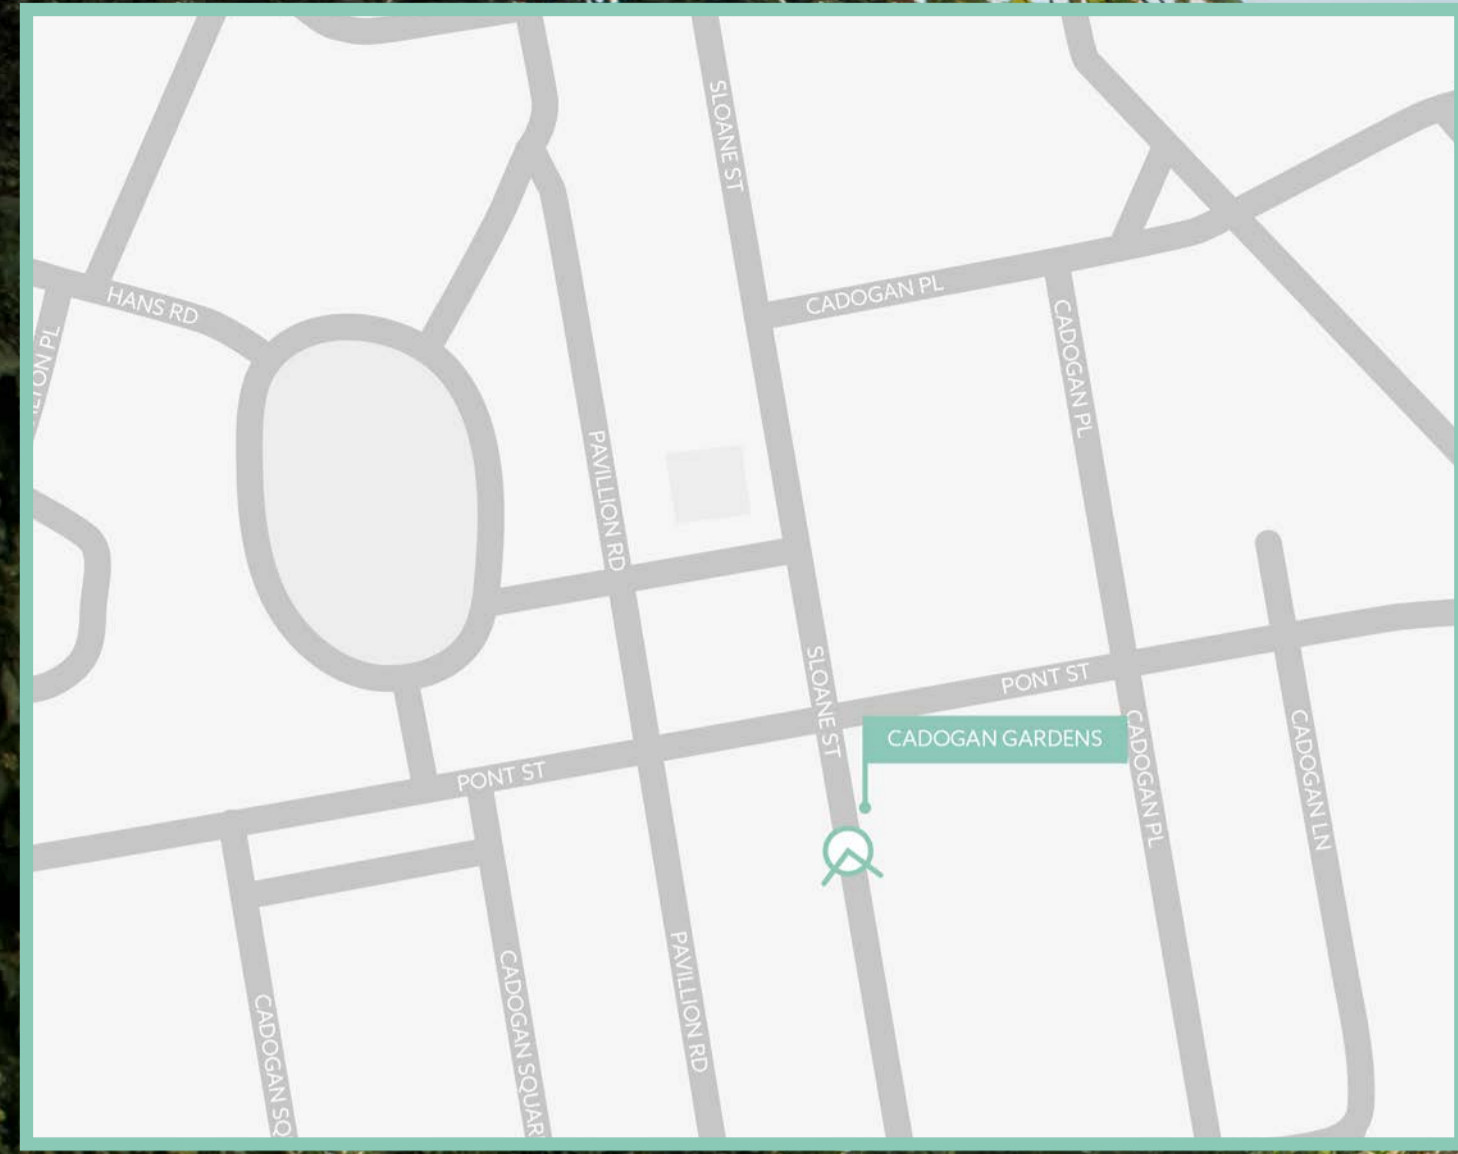 SLOANE ST
HANS RD
CADOGAN PL
CADOGAN PL
PAVILLION RD
SLOANE ST
PONT ST
CADOGAN GARDENS
CADOGAN PL
CADOGAN LN
PONT ST
PAVILLION RD
CADOGAN SQUAR
CADOGAN SQ